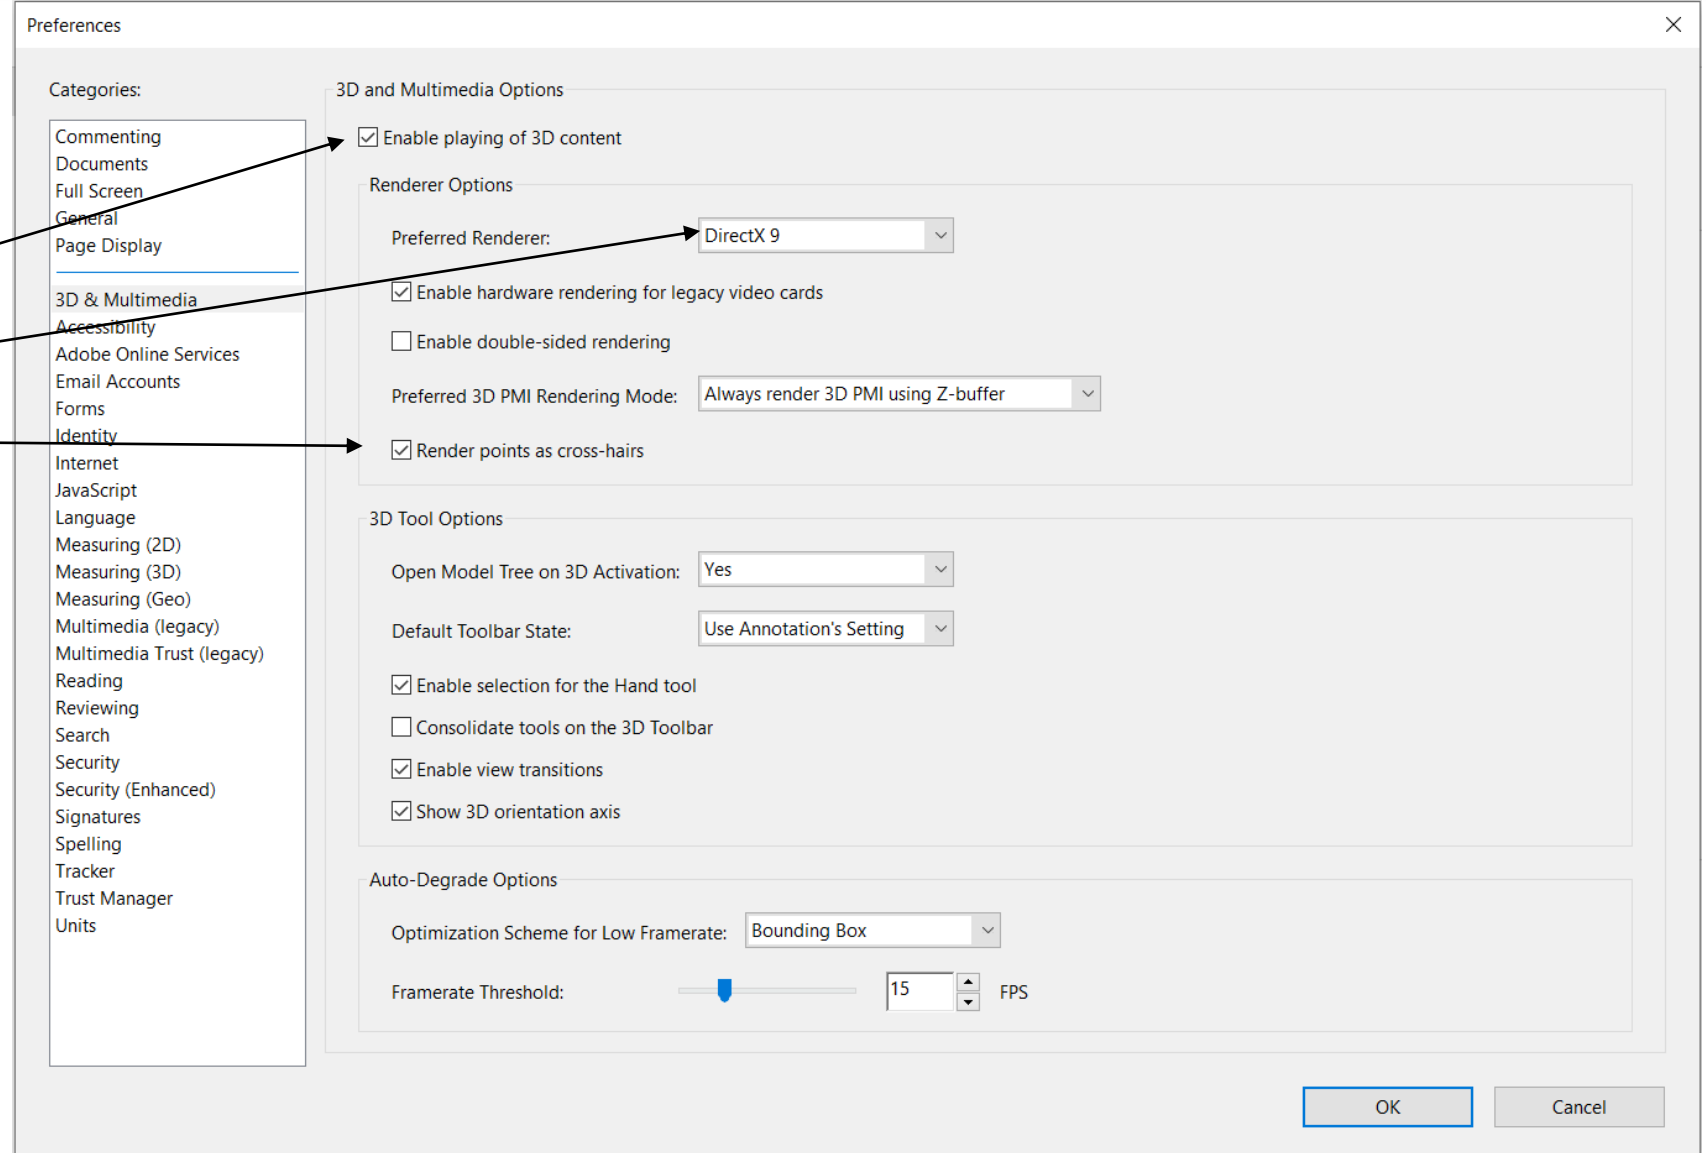 Preferences
Categories:
Commenting
Documents
Full Screen
General
Page Display
3D & Multimedia
Accessibility
Adobe Online Services
Email Accounts
Forms
Identity
Internet
JavaScript
Language
Measuring (2D)
Measuring (3D)
Measuring (Geo)
Multimedia (legacy)
Multimedia Trust (legacy)
Reading
Reviewing
Search
Security
Security (Enhanced)
Signatures
Spelling
Tracker
Trust Manager
Units
3D and Multimedia Options
Enable playing of 3D content
Renderer Options
Preferred Renderer: DirectX 9
Enable hardware rendering for legacy video cards
Enable double-sided rendering
Preferred 3D PMI Rendering Mode: Always render 3D PMI using Z-buffer
Render points as cross-hairs
3D Tool Options
Open Model Tree on 3D Activation: Yes
Default Toolbar State: Use Annotation's Setting
Enable selection for the Hand tool
Consolidate tools on the 3D Toolbar
Enable view transitions
Show 3D orientation axis
Auto-Degrade Options
Optimization Scheme for Low Framerate: Bounding Box
Framerate Threshold: 15 FPS
OK Cancel